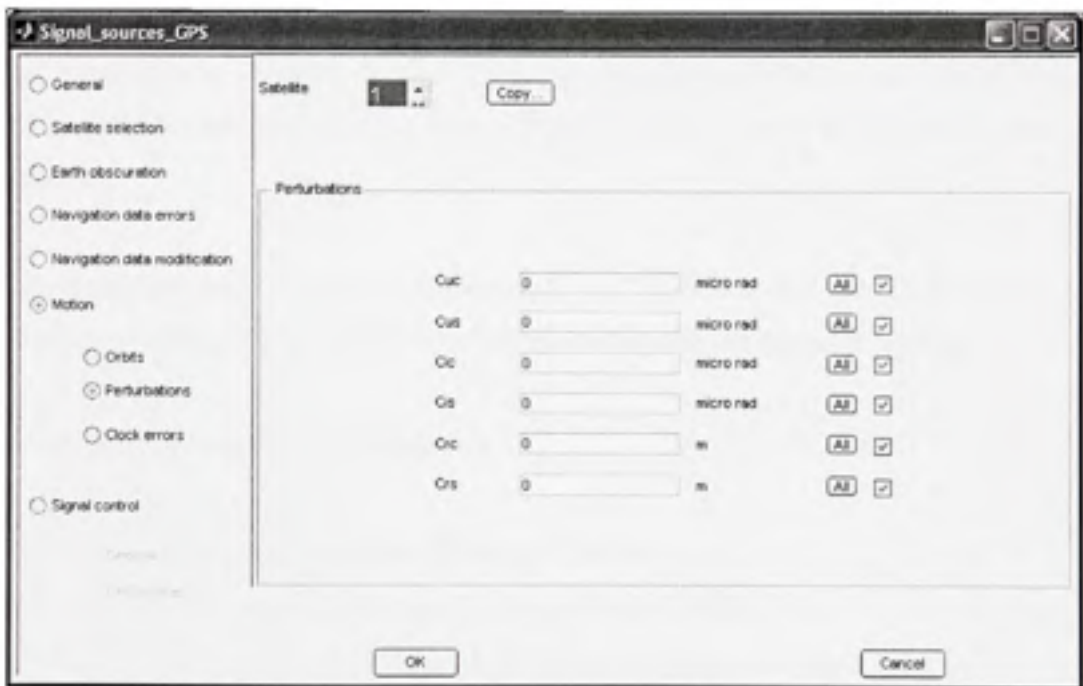 Signal_sources_GPS
General
Satellite selection
Earth obscuration
Navigation data errors
Navigation data modification
Motion
Orbits
Perturbations
Clock errors
Signal control
Satellite 1 Copy...
Perturbations
Cuc 0 micro rad All
Cus 0 micro rad All
Cic 0 micro rad All
Cis 0 micro rad All
Crc 0 m All
Crs 0 m All
OK Cancel